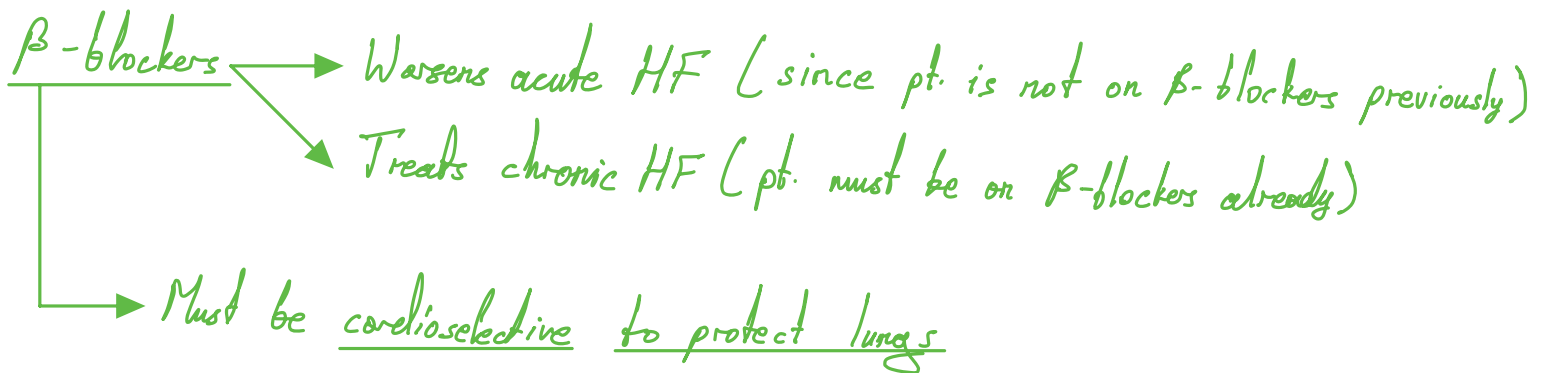 β-blockers
Worsens acute HF (since pt. is not on β-blockers previously)
Treats chronic HF (pt. must be on β-blockers already)
Must be cardioselective to protect lungs